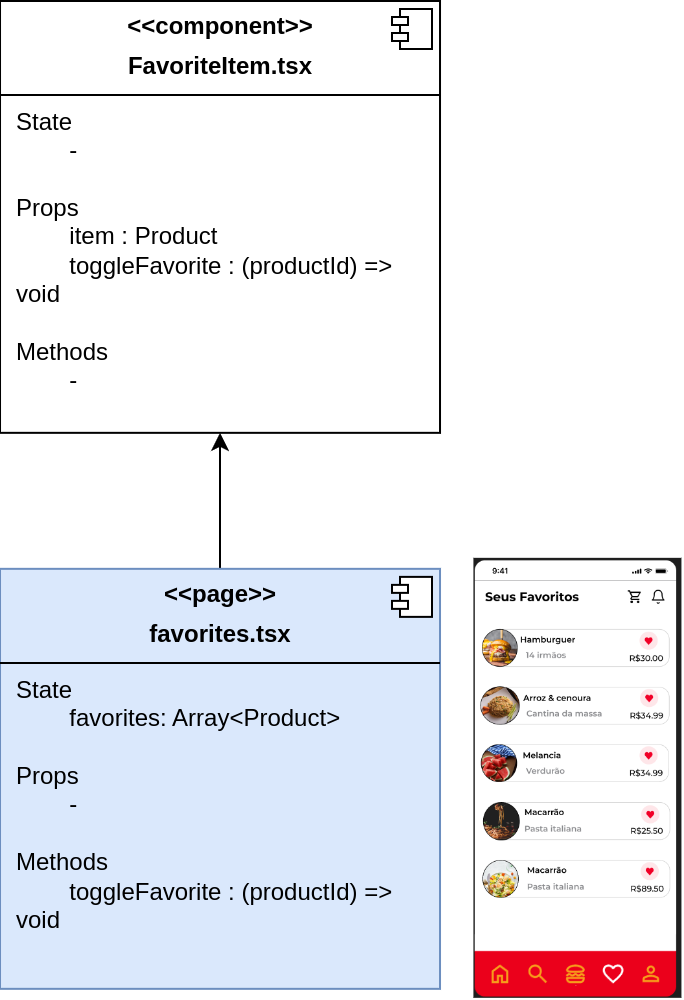 <<component>>
FavoriteItem.tsx
State
-
Props
item : Product
toggleFavorite : (productId) =>
void
Methods
-
<<page>>
favorites.tsx
State
favorites: Array<Product>
Props
-
Methods
toggleFavorite : (productId) =>
void
9:41
Seus Favoritos
Hamburguer
14 irmãos
R$30.00
Arroz & cenoura
Cantina da massa
R$34.99
Melancia
Verdurão
R$34.99
Macarrão
Pasta italiana
R$25.50
Macarrão
Pasta italiana
R$89.50